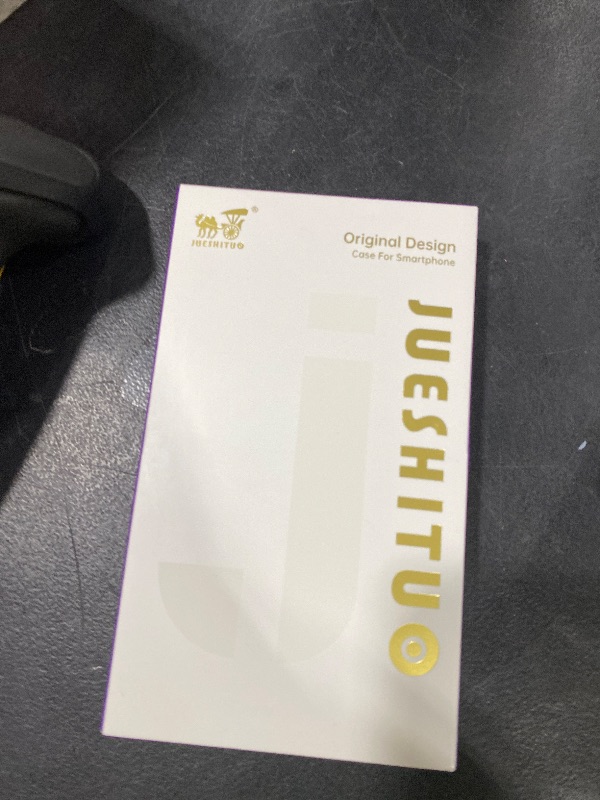 ®
JUESHITUO
Original Design
Case For Smartphone
JUESHITUO